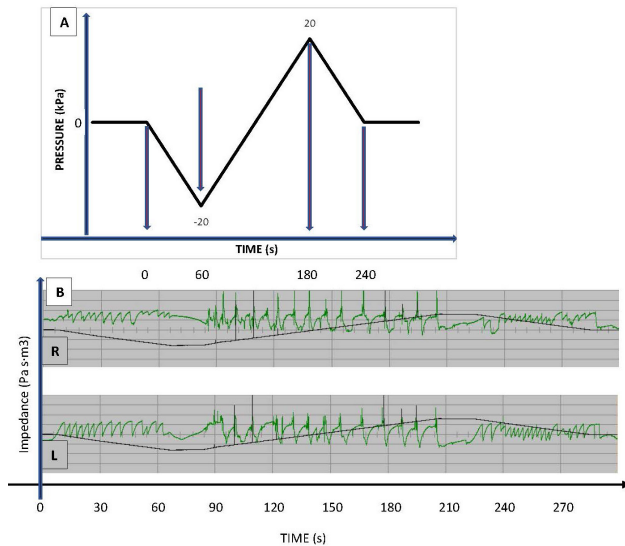 A
20
PRESSURE (kPa)
0
-20
TIME (s)
0 60 180 240
B
R
Impedance (Pa s-m3)
L
0 30 60 90 120 150 180 210 240 270
TIME (s)